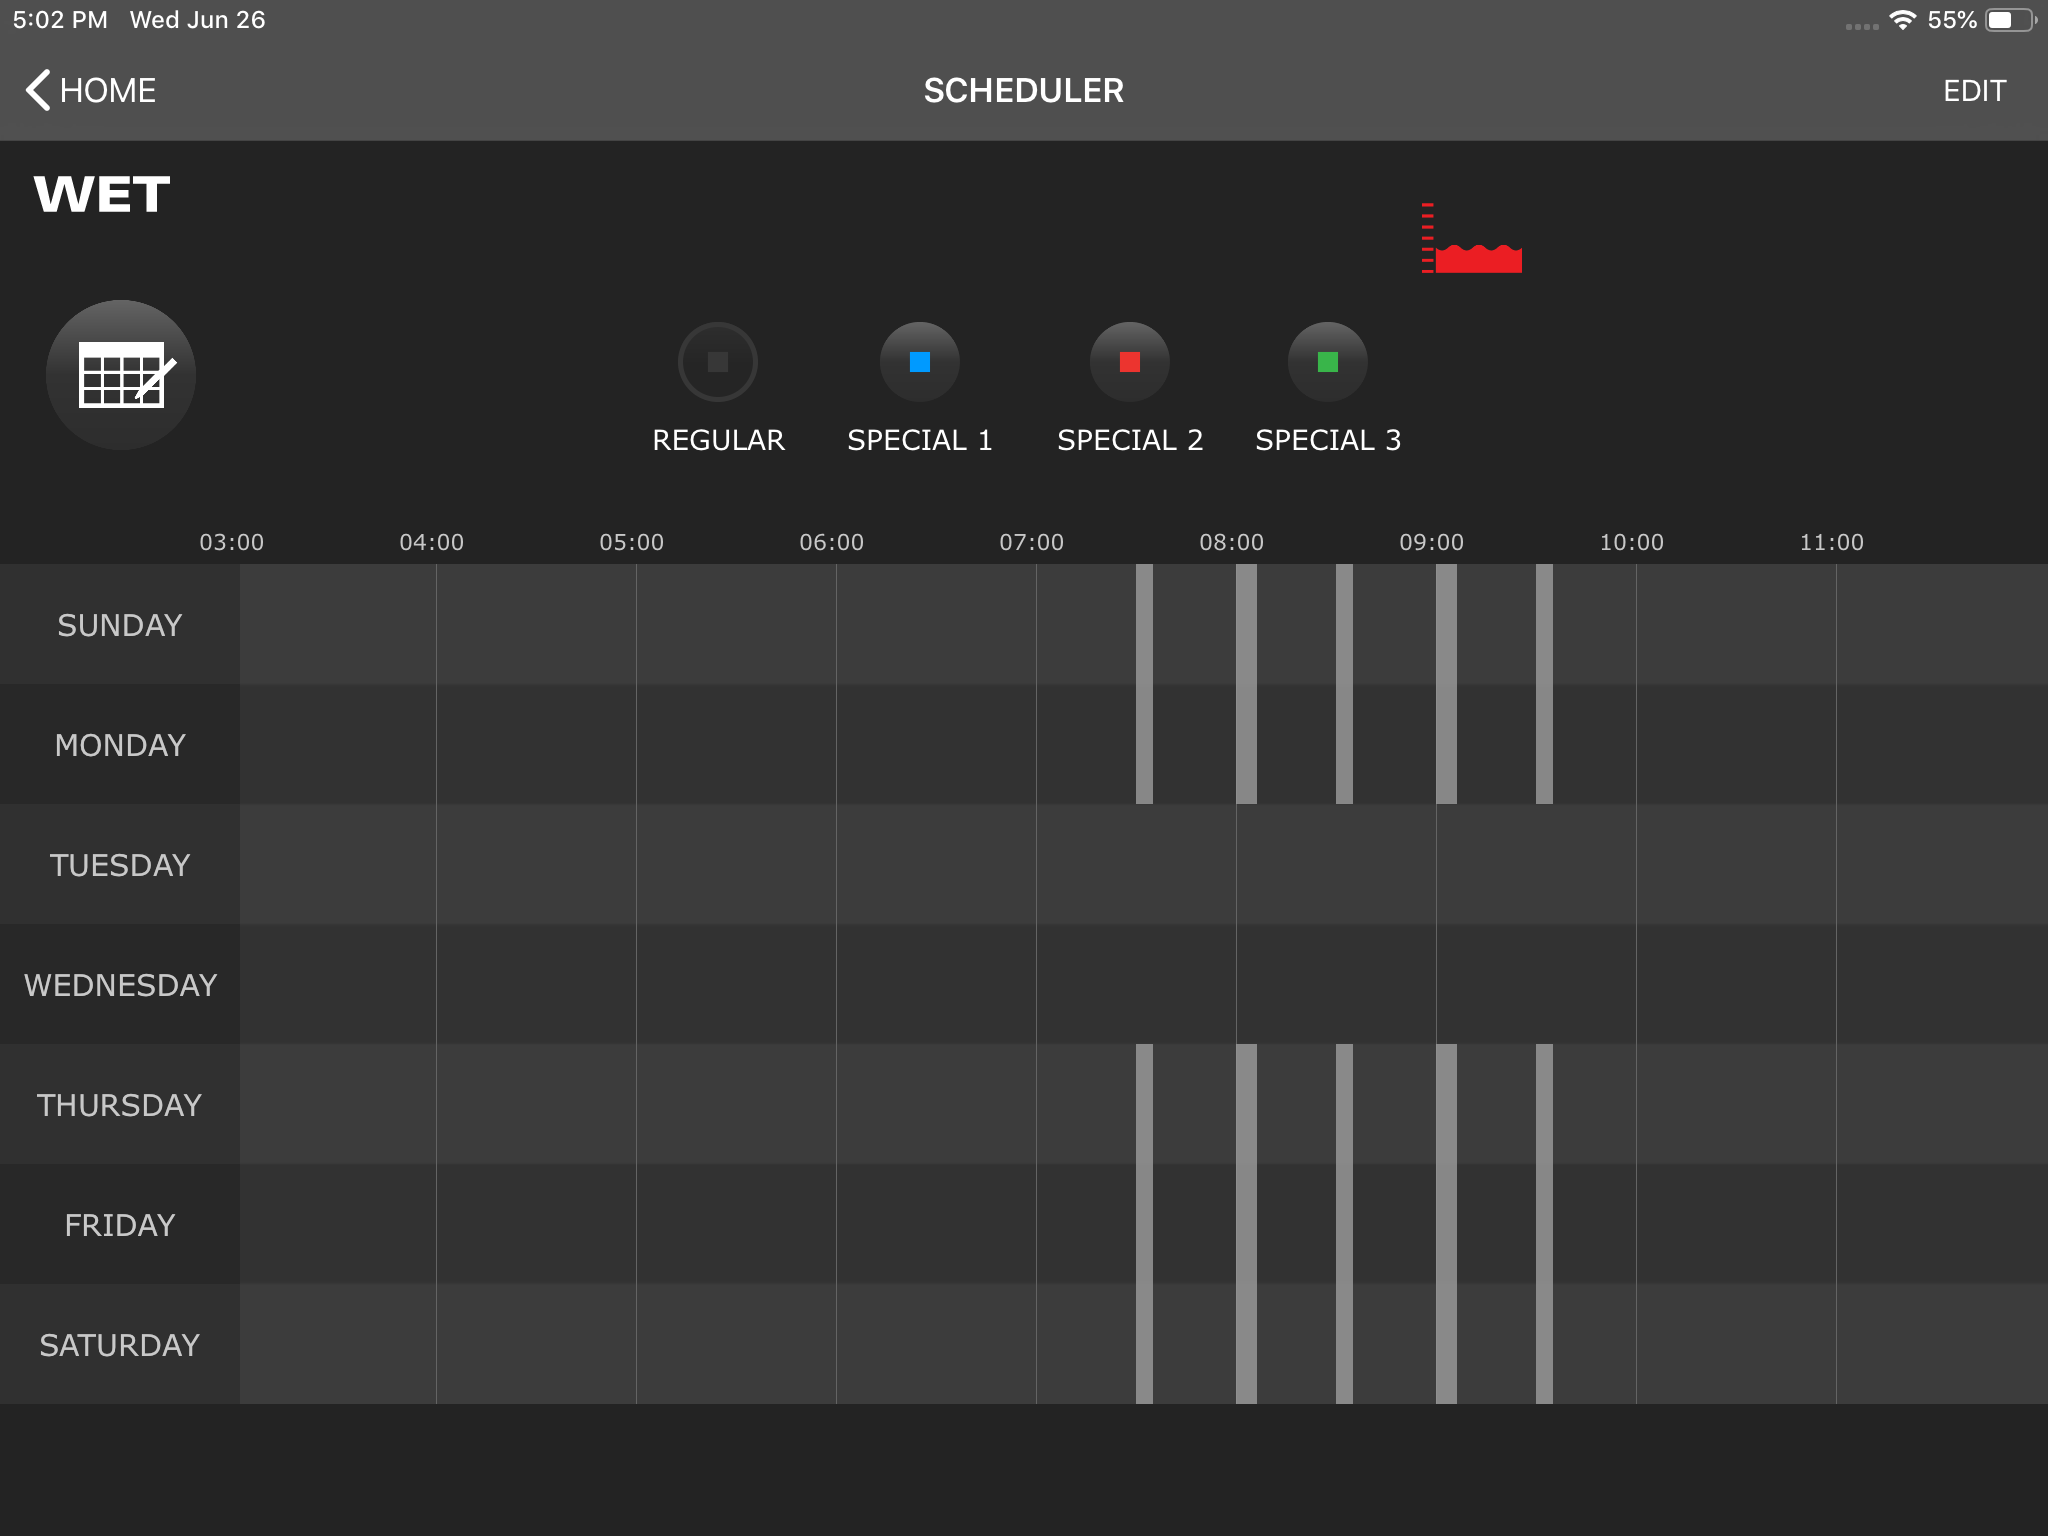 5:02 PM Wed Jun 26 55%
HOME SCHEDULER EDIT
WET
REGULAR SPECIAL 1 SPECIAL 2 SPECIAL 3
03:00 04:00 05:00 06:00 07:00 08:00 09:00 10:00 11:00
SUNDAY
MONDAY
TUESDAY
WEDNESDAY
THURSDAY
FRIDAY
SATURDAY